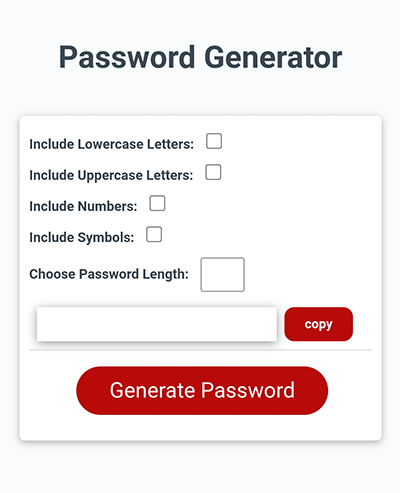 Password Generator
Include Lowercase Letters:
Include Uppercase Letters:
Include Numbers:
Include Symbols:
Choose Password Length:
copy
Generate Password